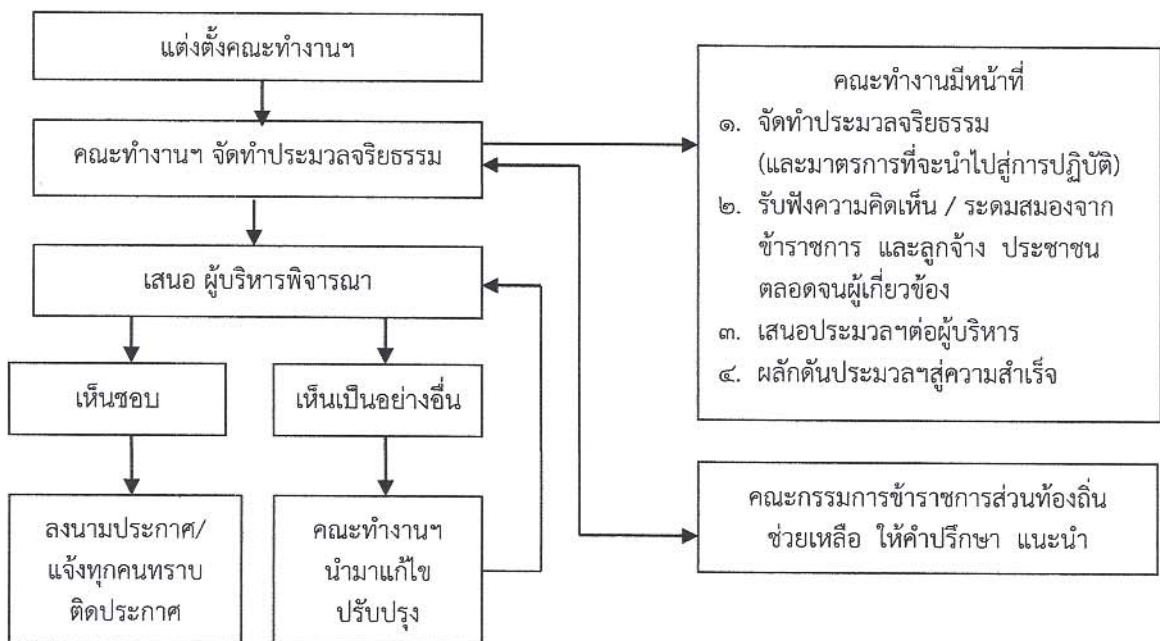 แต่งตั้งคณะทำงานฯ
คณะทำงานฯ จัดทำประมวลจริยธรรม
เสนอ ผู้บริหารพิจารณา
เห็นชอบ
เห็นเป็นอย่างอื่น
ลงนามประกาศ/
แจ้งทุกคนทราบ
ติดประกาศ
คณะทำงานฯ
นำมาแก้ไข
ปรับปรุง
คณะทำงานมีหน้าที่
๑. จัดทำประมวลจริยธรรม
(และมาตรการที่จะนำไปสู่การปฏิบัติ)
๒. รับฟังความคิดเห็น / ระดมสมองจาก
ข้าราชการ และลูกจ้าง ประชาชน
ตลอดจนผู้เกี่ยวข้อง
๓. เสนอประมวลฯต่อผู้บริหาร
๔. ผลักดันประมวลฯสู่ความสำเร็จ
คณะกรรมการข้าราชการส่วนท้องถิ่น
ช่วยเหลือ ให้คำปรึกษา แนะนำ